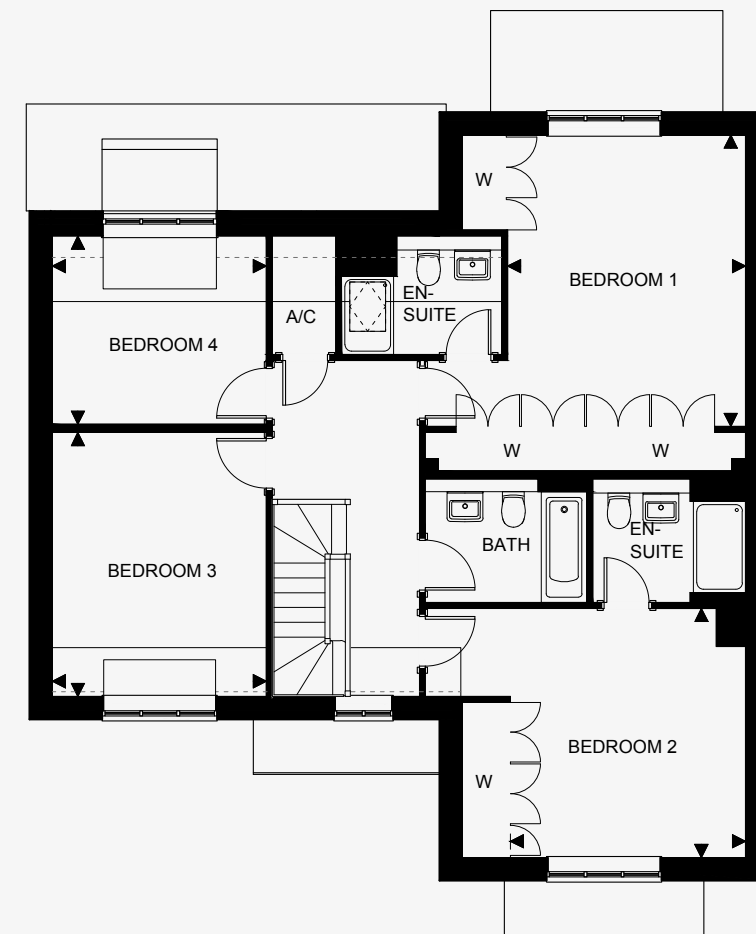 W
BEDROOM 1
EN-
SUITE
A/C
BEDROOM 4
W
W
BATH
EN-
SUITE
BEDROOM 3
BEDROOM 2
W